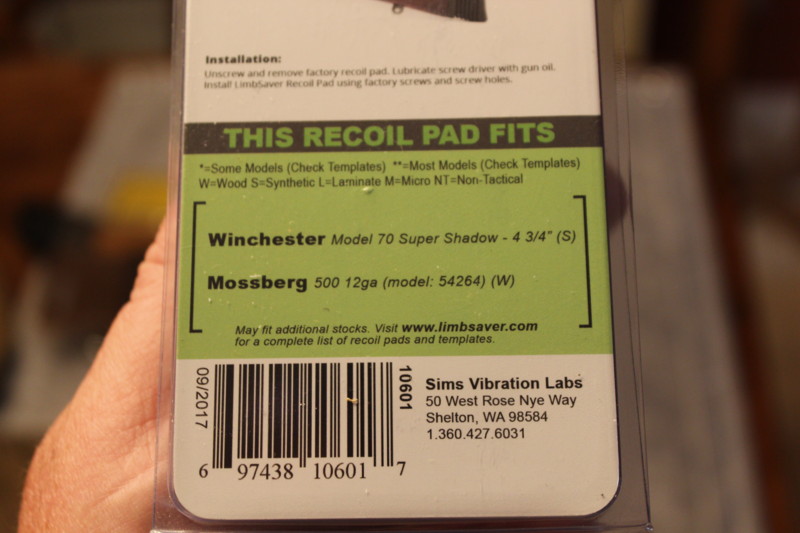 Installation:
Unscrew and remove factory recoil pad. Lubricate screw driver with gun oil.
Install LimbSaver Recoil Pad using factory screws and screw holes.
THIS RECOIL PAD FITS
*=Some Models (Check Templates) **=Most Models (Check Templates)
W=Wood S=Synthetic L=Laminate M=Micro NT=Non-Tactical
Winchester Model 70 Super Shadow - 4 3/4" (S)
Mossberg 500 12ga (model: 54264) (W)
May fit additional stocks. Visit www.limbsaver.com
for a complete list of recoil pads and templates.
09/2017
10601
6 97438 10601 7
Sims Vibration Labs
50 West Rose Nye Way
Shelton, WA 98584
1.360.427.6031